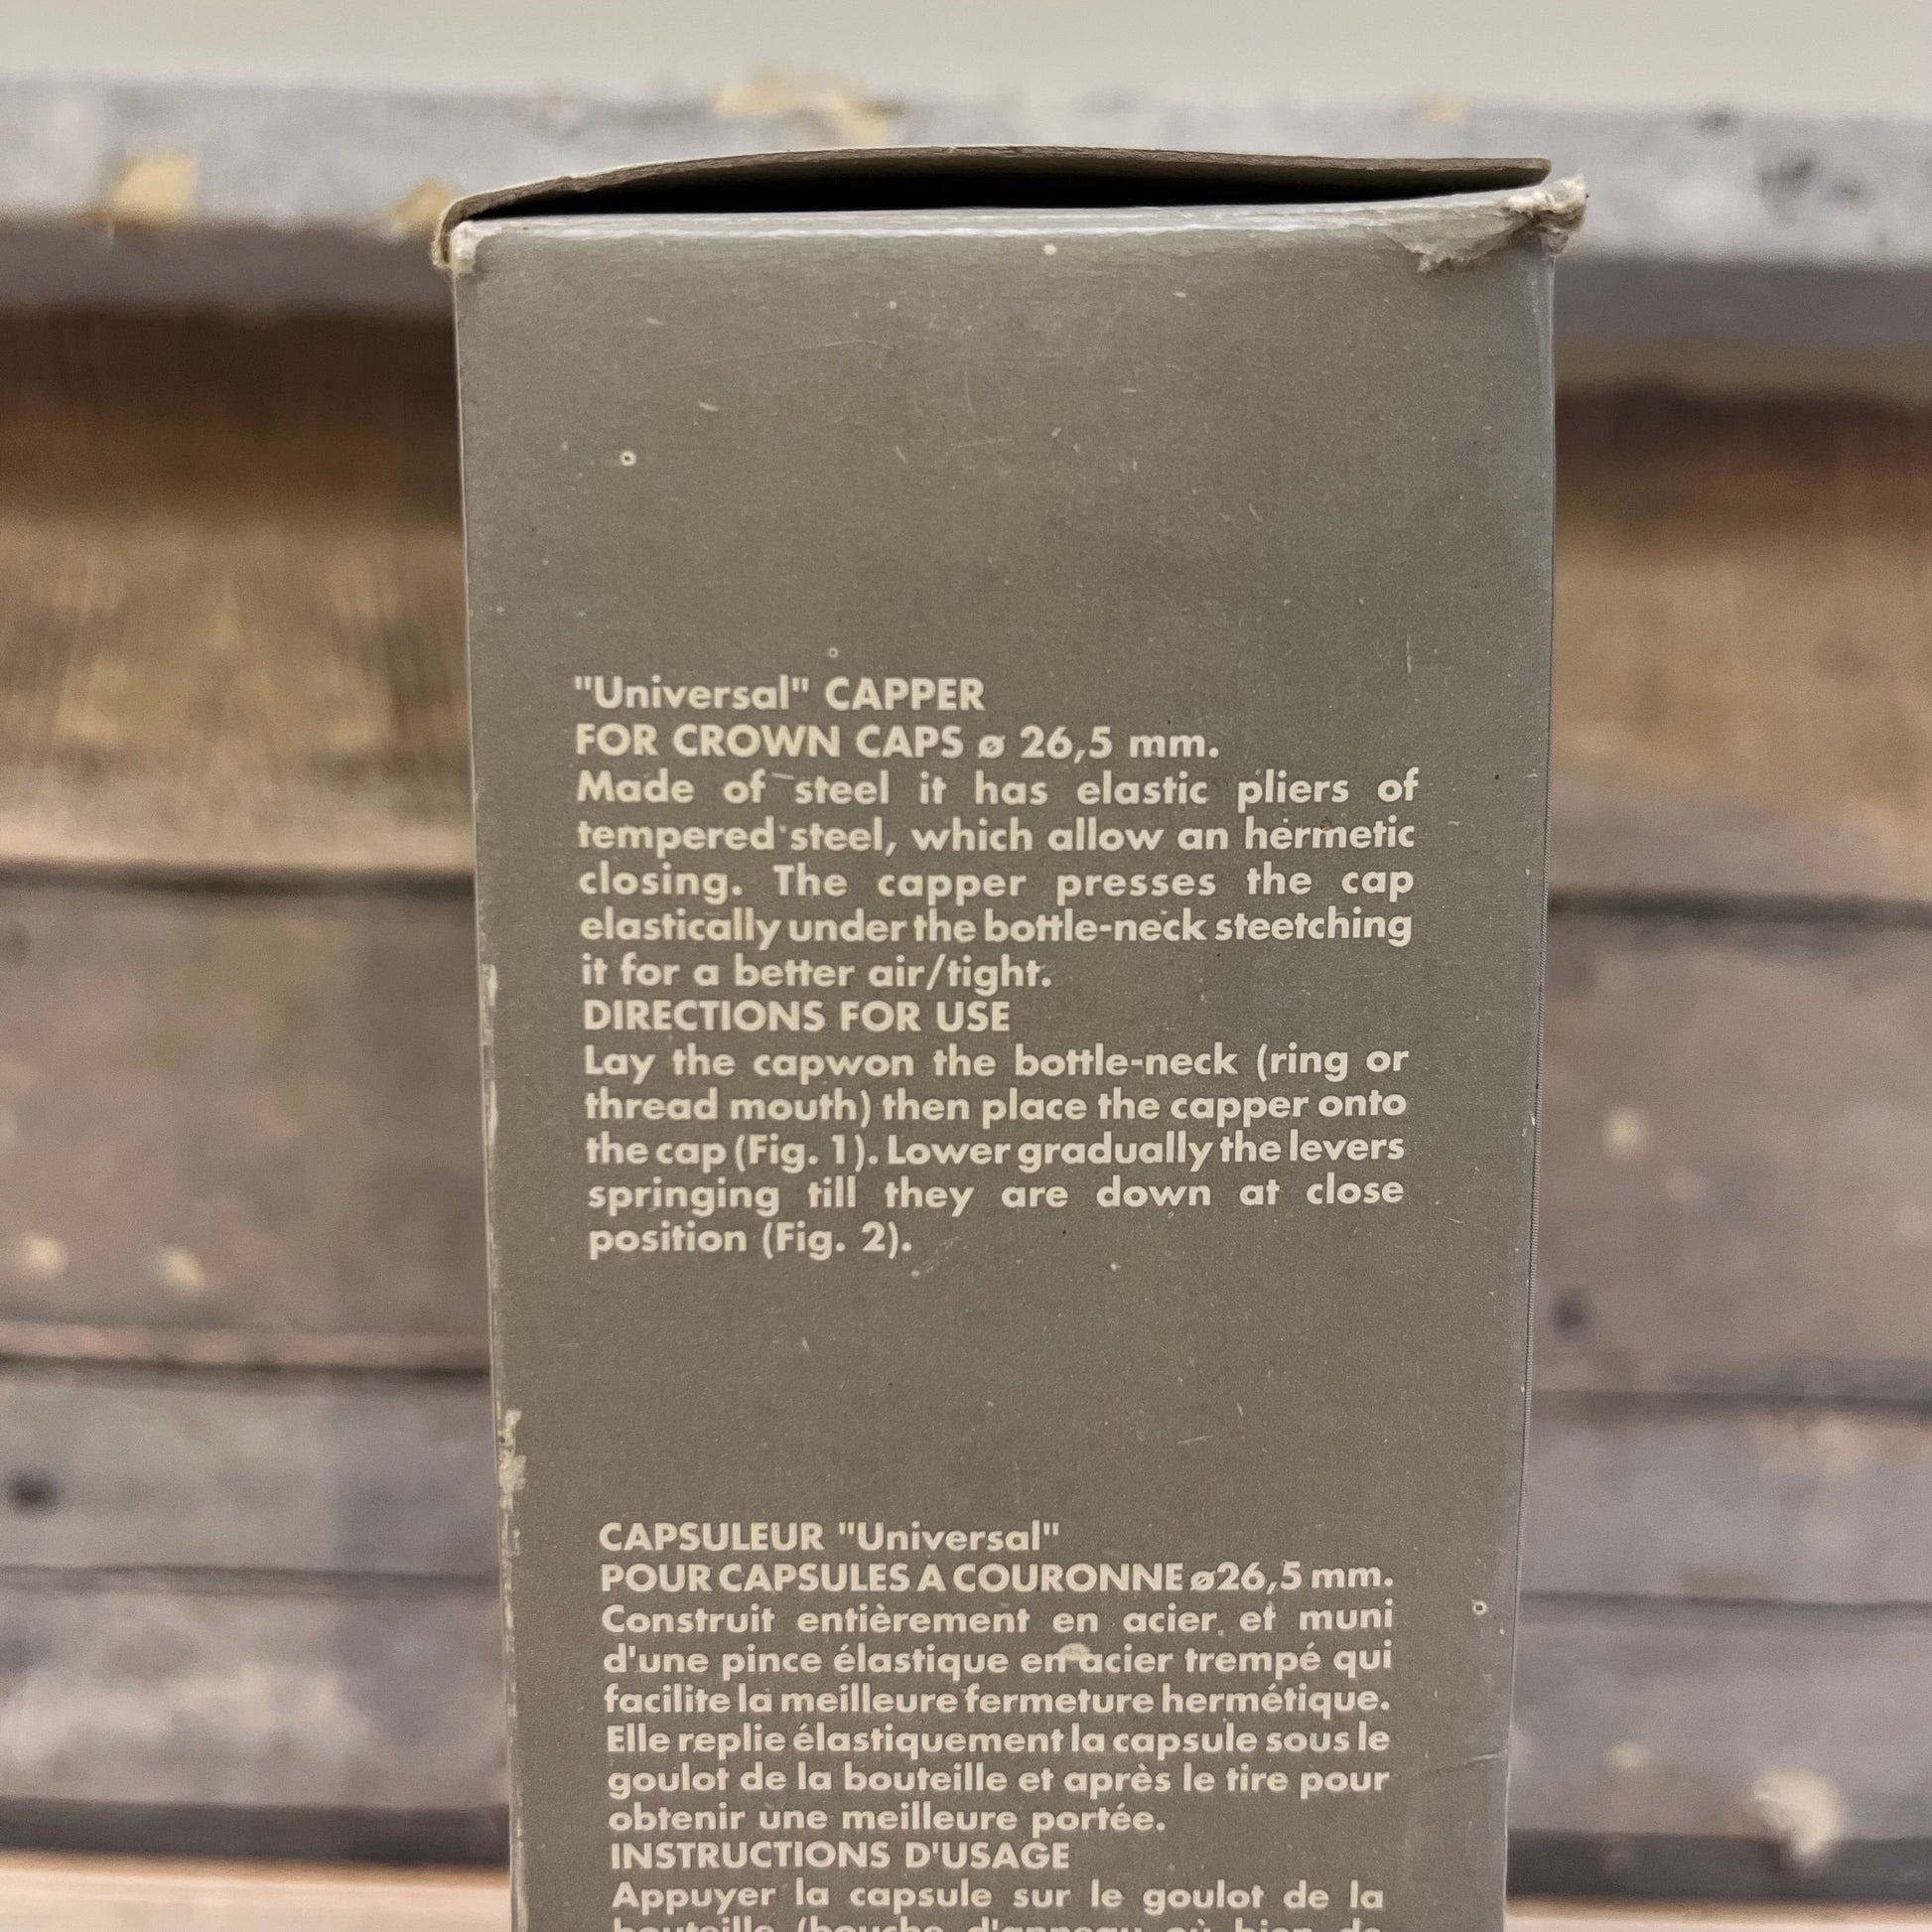 "Universal" CAPPER
FOR CROWN CAPS ø 26,5 mm.
Made of steel it has elastic pliers of
tempered steel, which allow an hermetic
closing. The capper presses the cap
elastically under the bottle-neck steetching
it for a better air/tight.
DIRECTIONS FOR USE
Lay the capwon the bottle-neck (ring or
thread mouth) then place the capper onto
the cap (Fig. 1). Lower gradually the levers
springing till they are down at close
position (Fig. 2).
CAPSULEUR "Universal"
POUR CAPSULES A COURONNE ø26,5 mm.
Construit entièrement en acier et muni
d'une pince élastique en acier trempé qui
facilite la meilleure fermeture hermétique.
Elle replie élastiquement la capsule sous le
goulot de la bouteille et après le tire pour
obtenir une meilleure portée.
INSTRUCTIONS D'USAGE
Appuyer la capsule sur le goulot de la
bouteille (bouche d'anneau où bien de